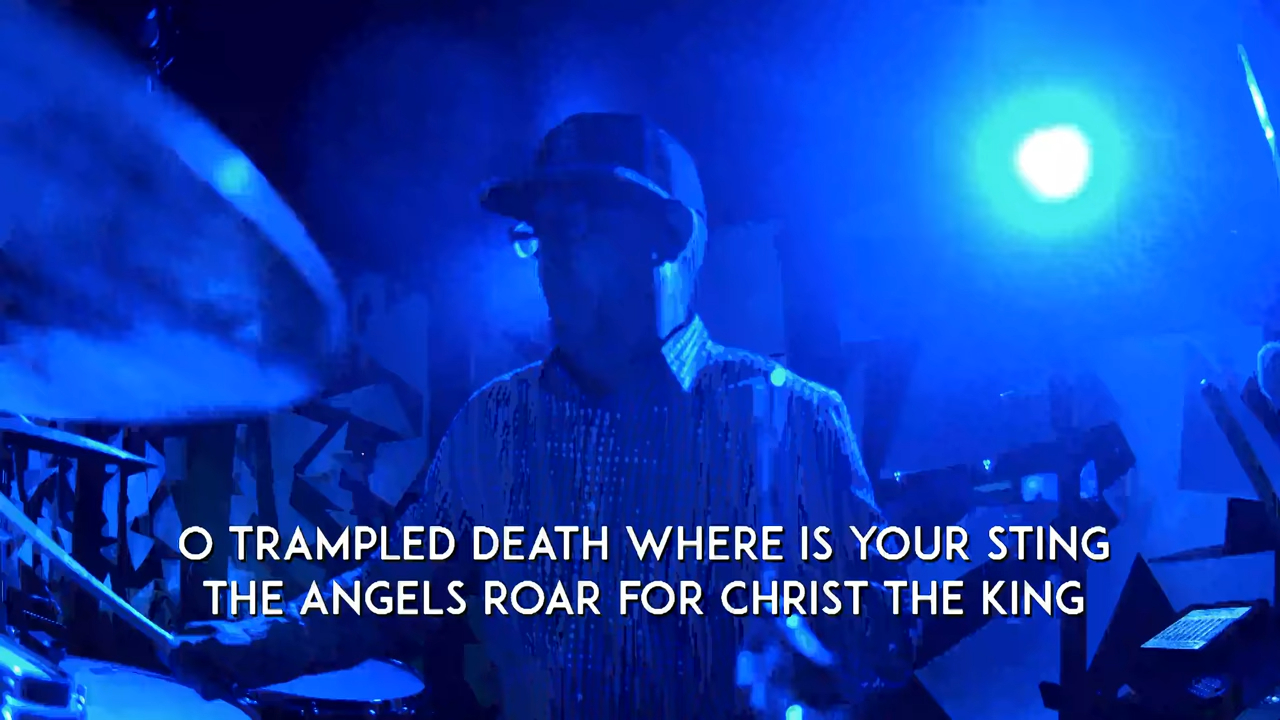 O TRAMPLED DEATH WHERE IS YOUR STING
THE ANGELS ROAR FOR CHRIST THE KING